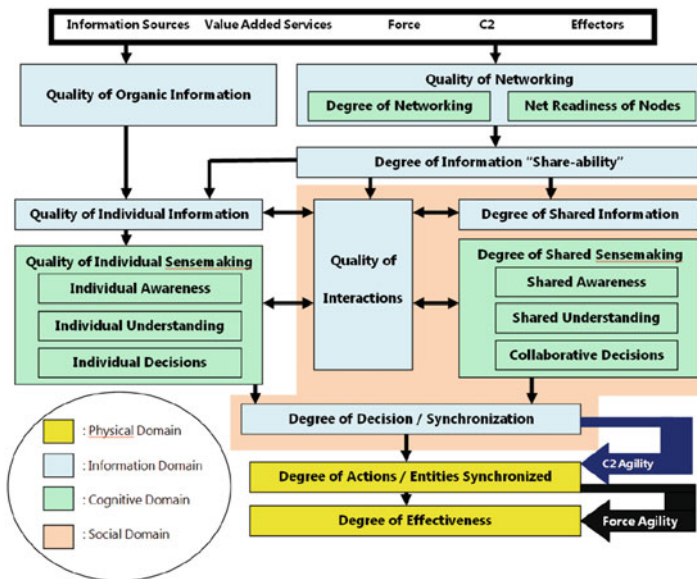 Information Sources Value Added Services Force C2 Effectors
Quality of Organic Information
Quality of Networking
Degree of Networking
Net Readiness of Nodes
Degree of Information “Share-ability”
Quality of Individual Information
Degree of Shared Information
Quality of Individual Sensemaking
Individual Awareness
Individual Understanding
Individual Decisions
Quality of
Interactions
Degree of Shared Sensemaking
Shared Awareness
Shared Understanding
Collaborative Decisions
Degree of Decision / Synchronization
C2 Agility
Degree of Actions / Entities Synchronized
Force Agility
Degree of Effectiveness
: Physical Domain
: Information Domain
: Cognitive Domain
: Social Domain